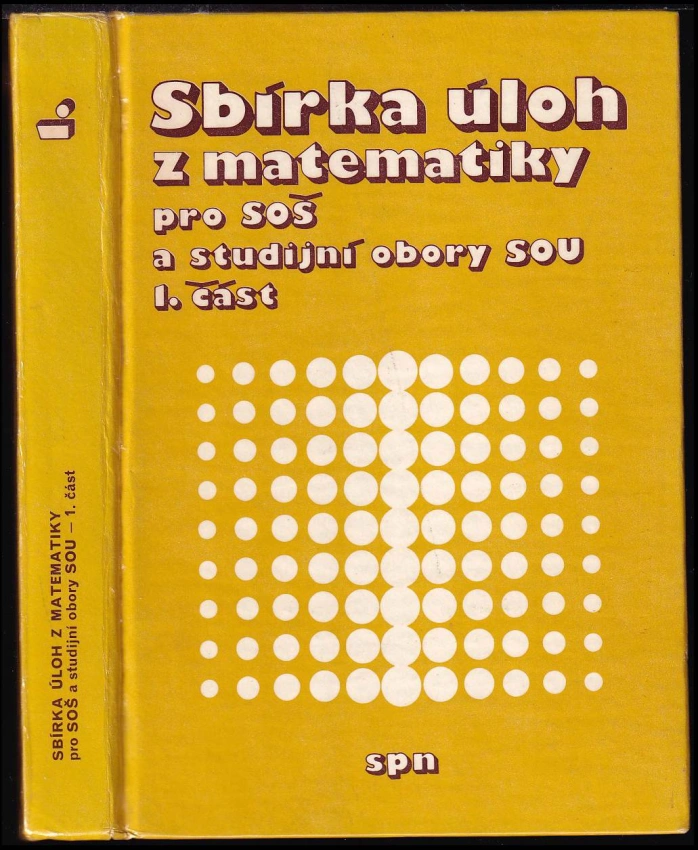 Sbírka úloh
z matematiky
pro SOŠ
a studijní obory SOU
1. část
spn
SBÍRKA ÚLOH Z MATEMATIKY
pro SOŠ a studijní obory SOU – 1. část